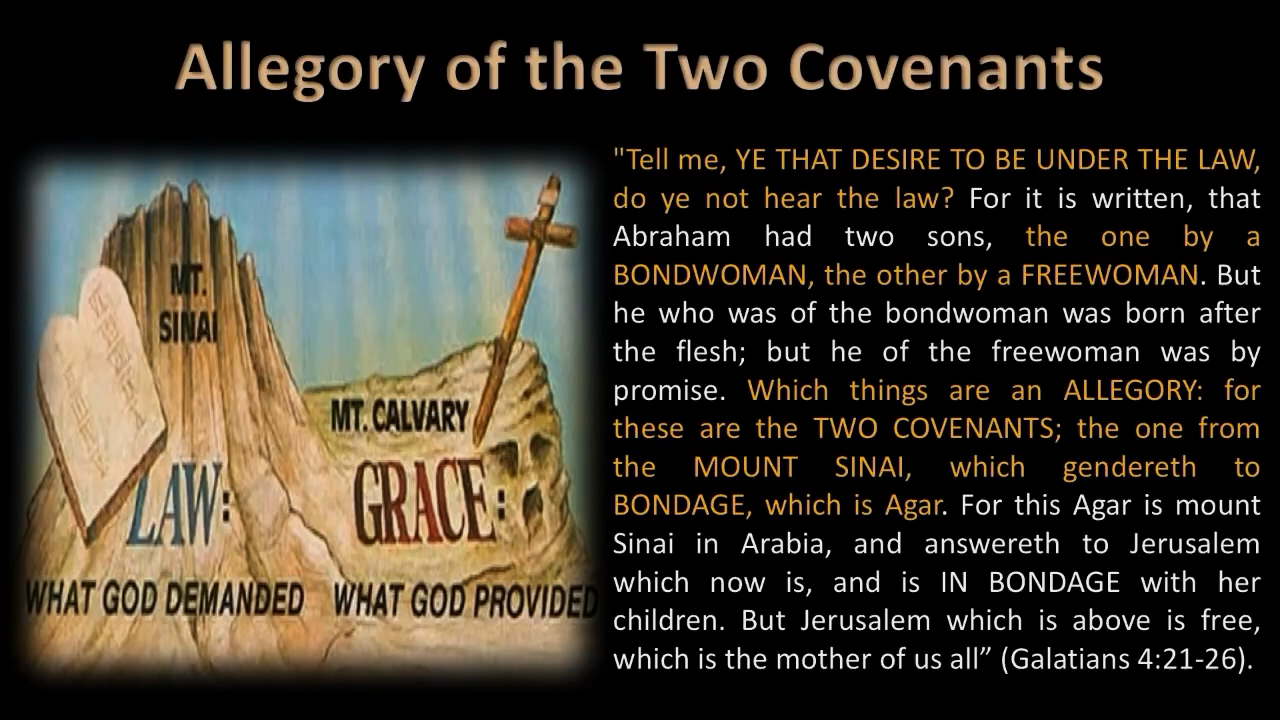 Allegory of the Two Covenants
MT.
SINAI
MT. CALVARY
LAW:
GRACE:
WHAT GOD DEMANDED
WHAT GOD PROVIDED
"Tell me, YE THAT DESIRE TO BE UNDER THE LAW,
do ye not hear the law? For it is written, that
Abraham had two sons, the one by a
BONDWOMAN, the other by a FREEWOMAN. But
he who was of the bondwoman was born after
the flesh; but he of the freewoman was by
promise. Which things are an ALLEGORY: for
these are the TWO COVENANTS; the one from
the MOUNT SINAI, which gendereth to
BONDAGE, which is Agar. For this Agar is mount
Sinai in Arabia, and answereth to Jerusalem
which now is, and is IN BONDAGE with her
children. But Jerusalem which is above is free,
which is the mother of us all” (Galatians 4:21-26).